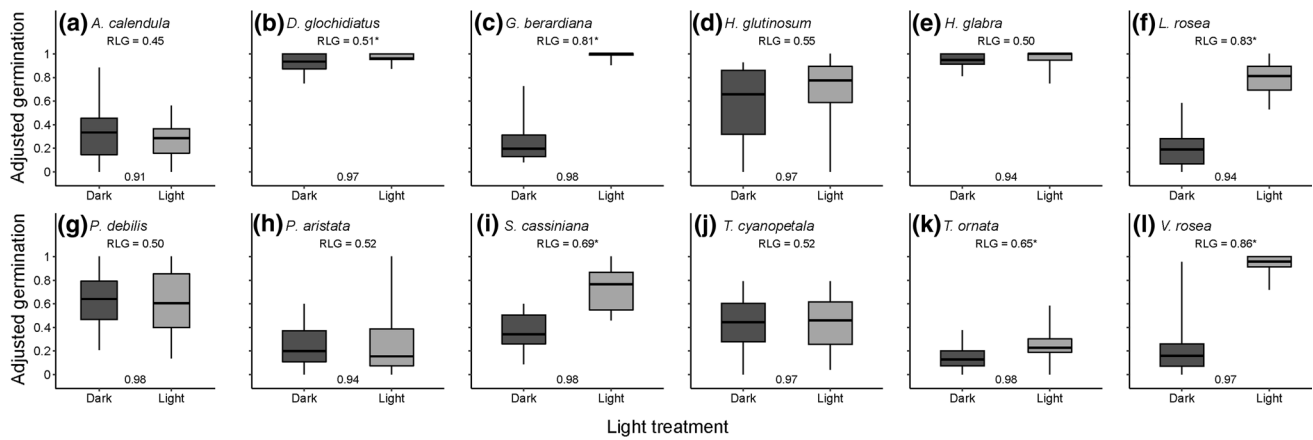 (a) A. calendula
RLG = 0.45
(b) D. glochidiatus
RLG = 0.51*
(c) G. berardiana
RLG = 0.81*
(d) H. glutinosum
RLG = 0.55
(e) H. glabra
RLG = 0.50
(f) L. rosea
RLG = 0.83*
Adjusted germination
1
0.8
0.6
0.4
0.2
0
0.91
0.97
0.98
0.97
0.94
0.94
Dark Light
Dark Light
Dark Light
Dark Light
Dark Light
Dark Light
(g) P. debilis
RLG = 0.50
(h) P. aristata
RLG = 0.52
(i) S. cassiniana
RLG = 0.69*
(j) T. cyanopetala
RLG = 0.52
(k) T. ornata
RLG = 0.65*
(l) V. rosea
RLG = 0.86*
Adjusted germination
1
0.8
0.6
0.4
0.2
0
0.98
0.94
0.98
0.97
0.98
0.97
Dark Light
Dark Light
Dark Light
Dark Light
Dark Light
Dark Light
Light treatment